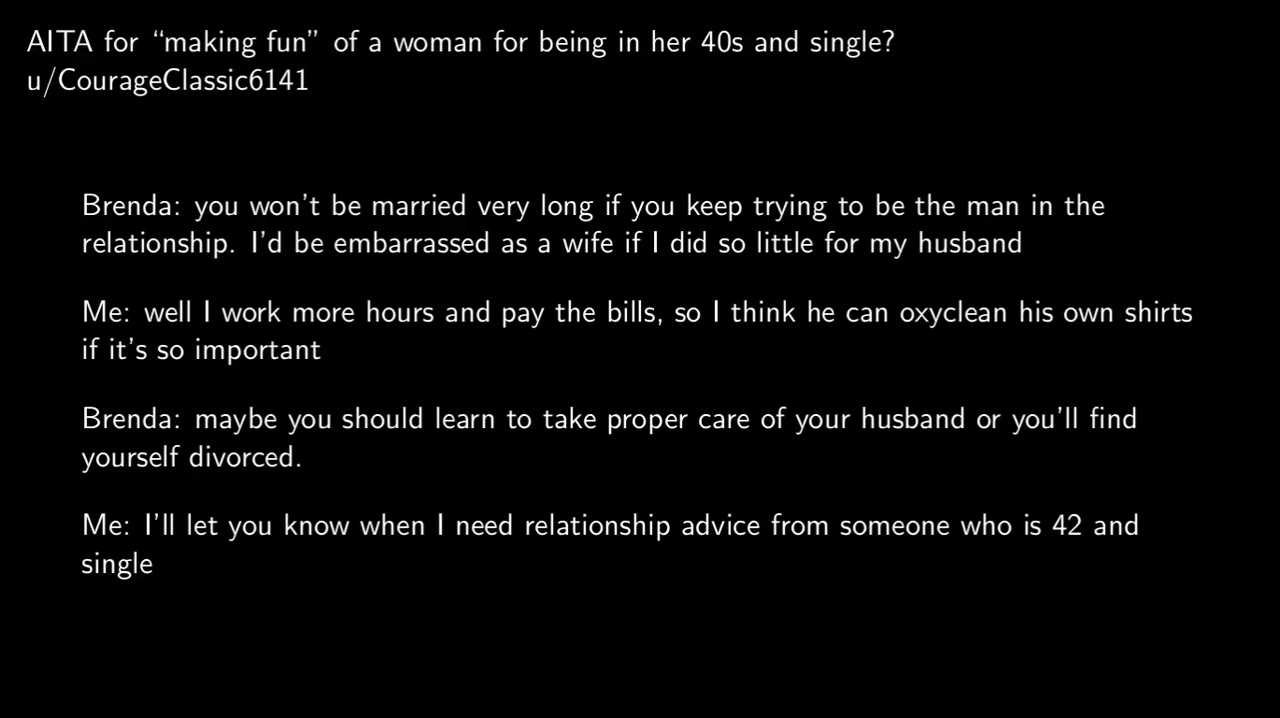 AITA for “making fun” of a woman for being in her 40s and single?
u/CourageClassic6141
Brenda: you won’t be married very long if you keep trying to be the man in the
relationship. I’d be embarrassed as a wife if I did so little for my husband
Me: well I work more hours and pay the bills, so I think he can oxyclean his own shirts
if it’s so important
Brenda: maybe you should learn to take proper care of your husband or you’ll find
yourself divorced.
Me: I’ll let you know when I need relationship advice from someone who is 42 and
single